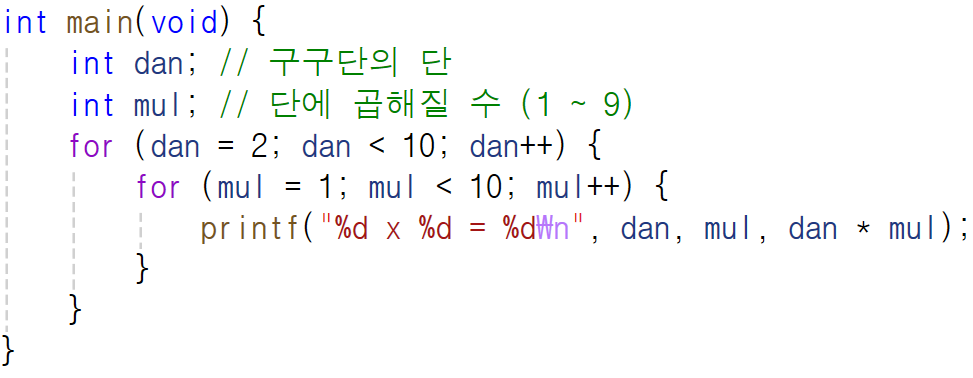 int main(void) {
int dan; // 구구단의 단
int mul; // 단에 곱해질 수 (1 ~ 9)
for (dan = 2; dan < 10; dan++) {
for (mul = 1; mul < 10; mul++) {
printf("%d x %d = %d₩n", dan, mul, dan * mul);
}
}
}